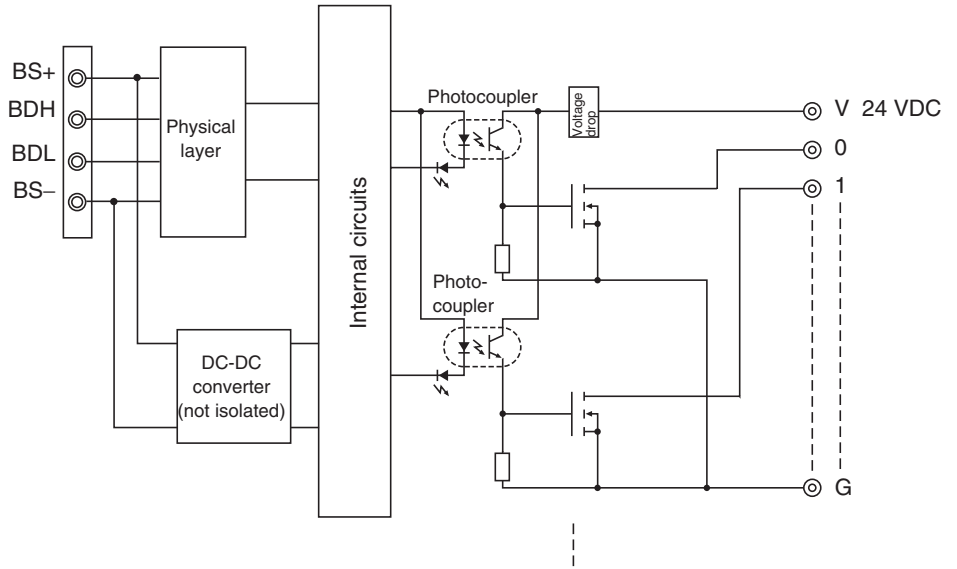 BS+
BDH
BDL
BS−
Physical
layer
DC-DC
converter
(not isolated)
Internal circuits
Photocoupler
Photo-
coupler
Voltage
drop
V 24 VDC
0
1
G